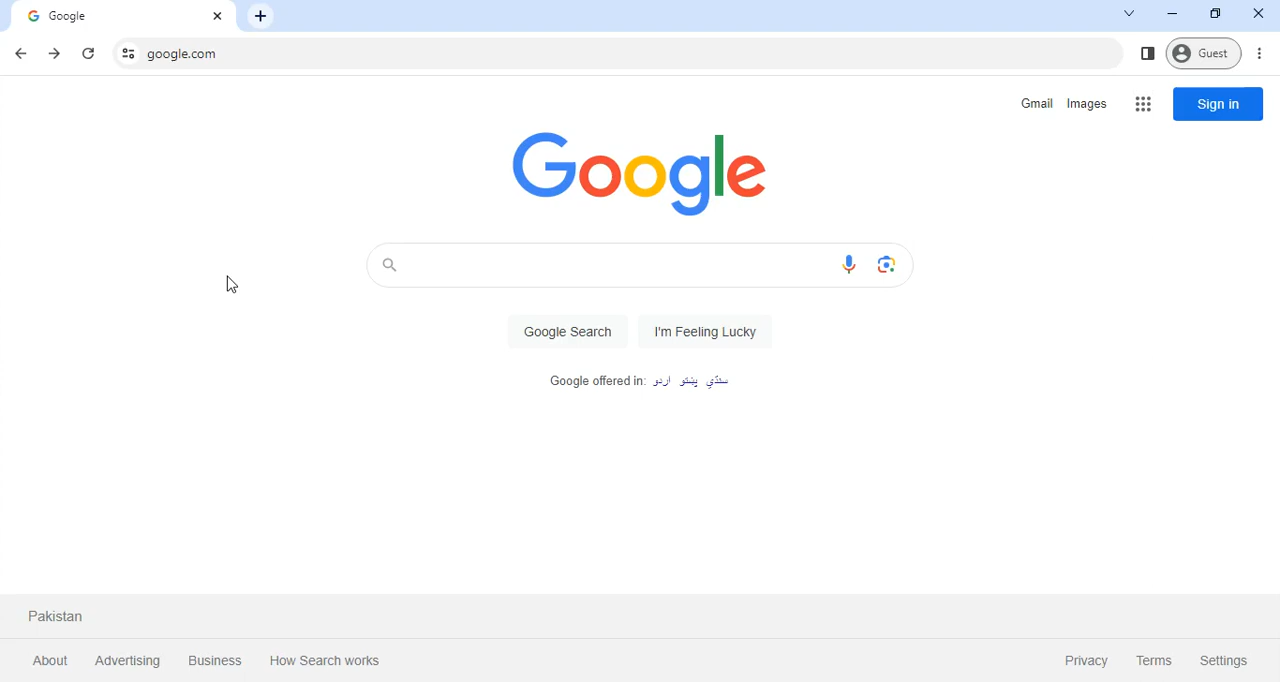 Google
google.com
Guest
Gmail Images Sign in
Google
Google Search I'm Feeling Lucky
Google offered in: اردو پښتو سنڌي
Pakistan
About Advertising Business How Search works Privacy Terms Settings